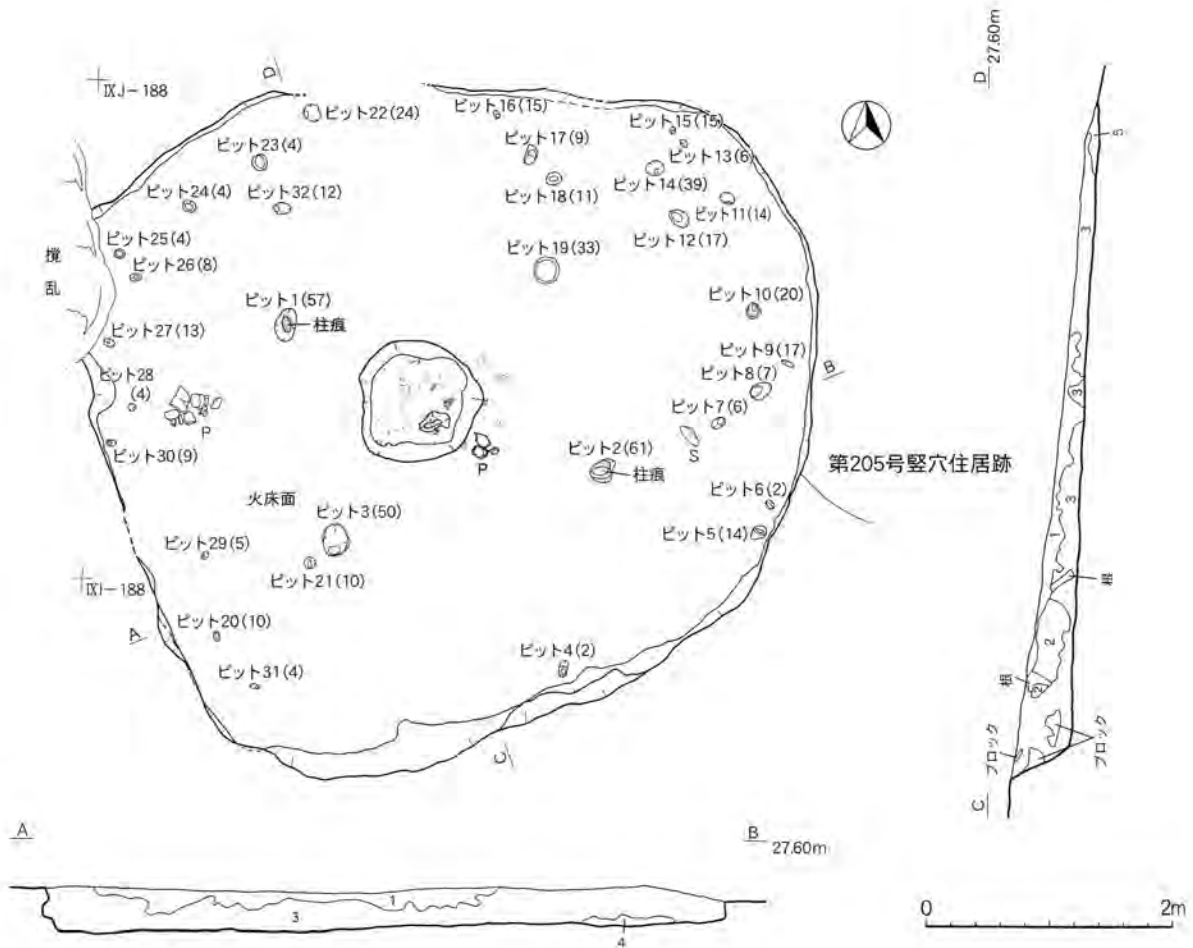 ⅨJ-188
D
ピット22(24)
ピット16(15)
ピット15(15)
ピット23(4)
ピット17(9)
ピット13(6)
ピット14(39)
ピット24(4)
ピット32(12)
ピット18(11)
ピット11(14)
ピット12(17)
ピット25(4)
ピット26(8)
攪乱
ピット19(33)
ピット1(57)
柱痕
ピット10(20)
ピット27(13)
ピット9(17)
B
ピット8(7)
ピット28
(4)
P
ピット7(6)
S
P
ピット2(61)
柱痕
第205号竪穴住居跡
ピット30(9)
火床面
ピット3(50)
ピット6(2)
ピット5(14)
ピット29(5)
ピット21(10)
ⅨI-188
A
ピット20(10)
ピット4(2)
ピット31(4)
C
D
27.60m
5
3
3
3
1
根
2
根
2
ブロック
ブロック
C
A
B
27.60m
1
3
4
0
2m